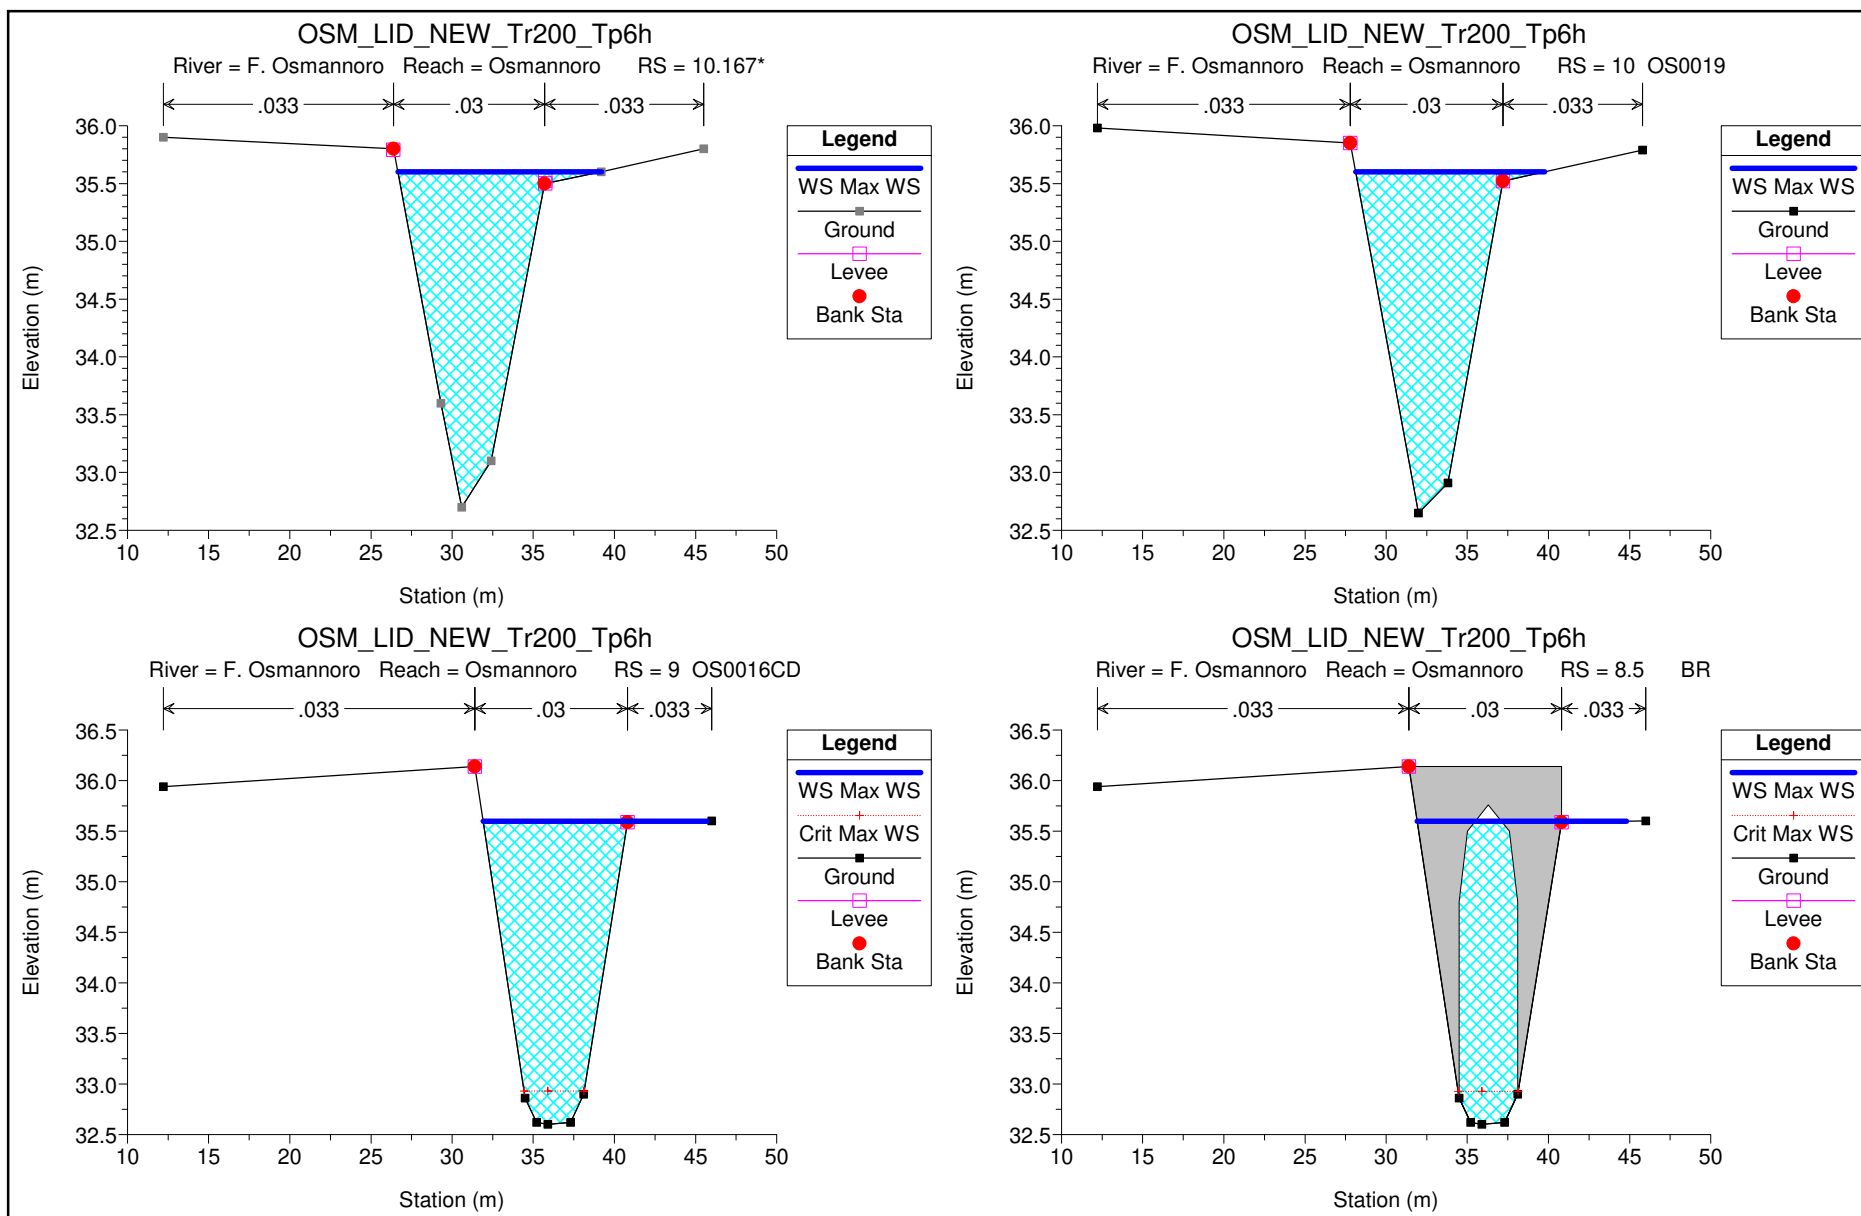 OSM_LID_NEW_Tr200_Tp6h
River = F. Osmannoro Reach = Osmannoro RS = 10.167*
.033 .03 .033
36.0
35.5
35.0
34.5
34.0
33.5
33.0
32.5
10 15 20 25 30 35 40 45 50
Elevation (m)
Station (m)
Legend
WS Max WS
Ground
Levee
Bank Sta
OSM_LID_NEW_Tr200_Tp6h
River = F. Osmannoro Reach = Osmannoro RS = 10 OS0019
.033 .03 .033
36.0
35.5
35.0
34.5
34.0
33.5
33.0
32.5
10 15 20 25 30 35 40 45 50
Elevation (m)
Station (m)
Legend
WS Max WS
Ground
Levee
Bank Sta
OSM_LID_NEW_Tr200_Tp6h
River = F. Osmannoro Reach = Osmannoro RS = 9 OS0016CD
.033 .03 .033
36.5
36.0
35.5
35.0
34.5
34.0
33.5
33.0
32.5
10 15 20 25 30 35 40 45 50
Elevation (m)
Station (m)
Legend
WS Max WS
Crit Max WS
Ground
Levee
Bank Sta
OSM_LID_NEW_Tr200_Tp6h
River = F. Osmannoro Reach = Osmannoro RS = 8.5 BR
.033 .03 .033
36.5
36.0
35.5
35.0
34.5
34.0
33.5
33.0
32.5
10 15 20 25 30 35 40 45 50
Elevation (m)
Station (m)
Legend
WS Max WS
Crit Max WS
Ground
Levee
Bank Sta